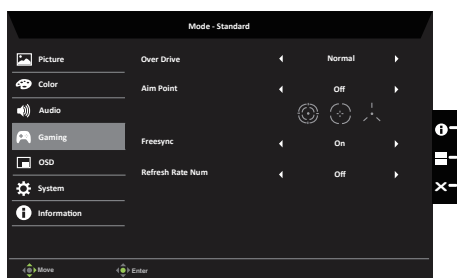 Mode - Standard
Picture
Over Drive Normal
Color
Aim Point Off
Audio
Gaming
Freesync On
OSD
Refresh Rate Num Off
System
Information
Move Enter